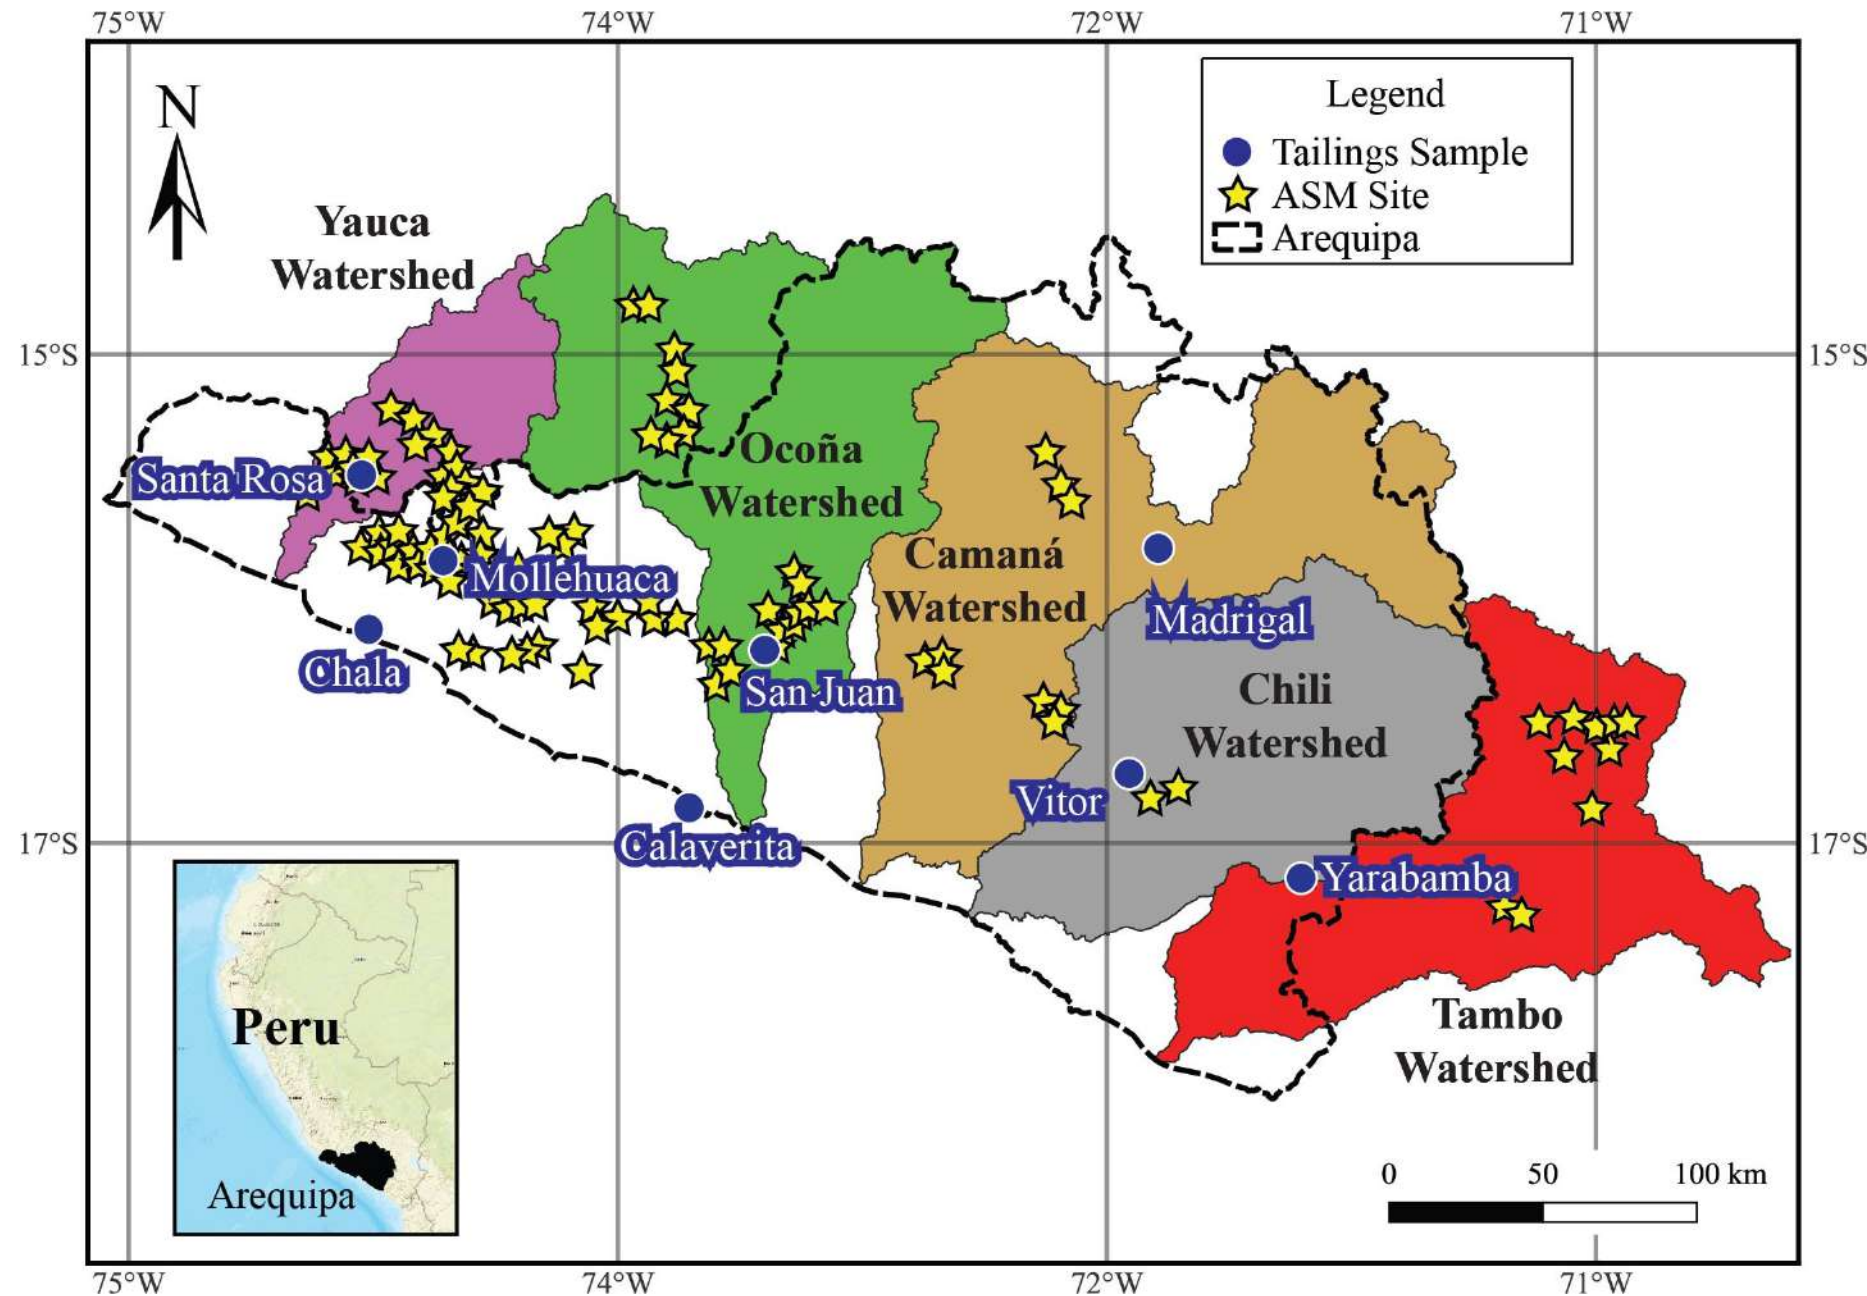 75°W
74°W
72°W
71°W
N
Legend
Tailings Sample
ASM Site
Arequipa
Yauca
Watershed
15°S
15°S
Ocoña
Watershed
Santa Rosa
Camaná
Watershed
Mollehuaca
Madrigal
Chala
San Juan
Chili
Watershed
Vitor
17°S
Calaverita
17°S
Yarabamba
Peru
Tambo
Watershed
Arequipa
0
50
100 km
75°W
74°W
72°W
71°W